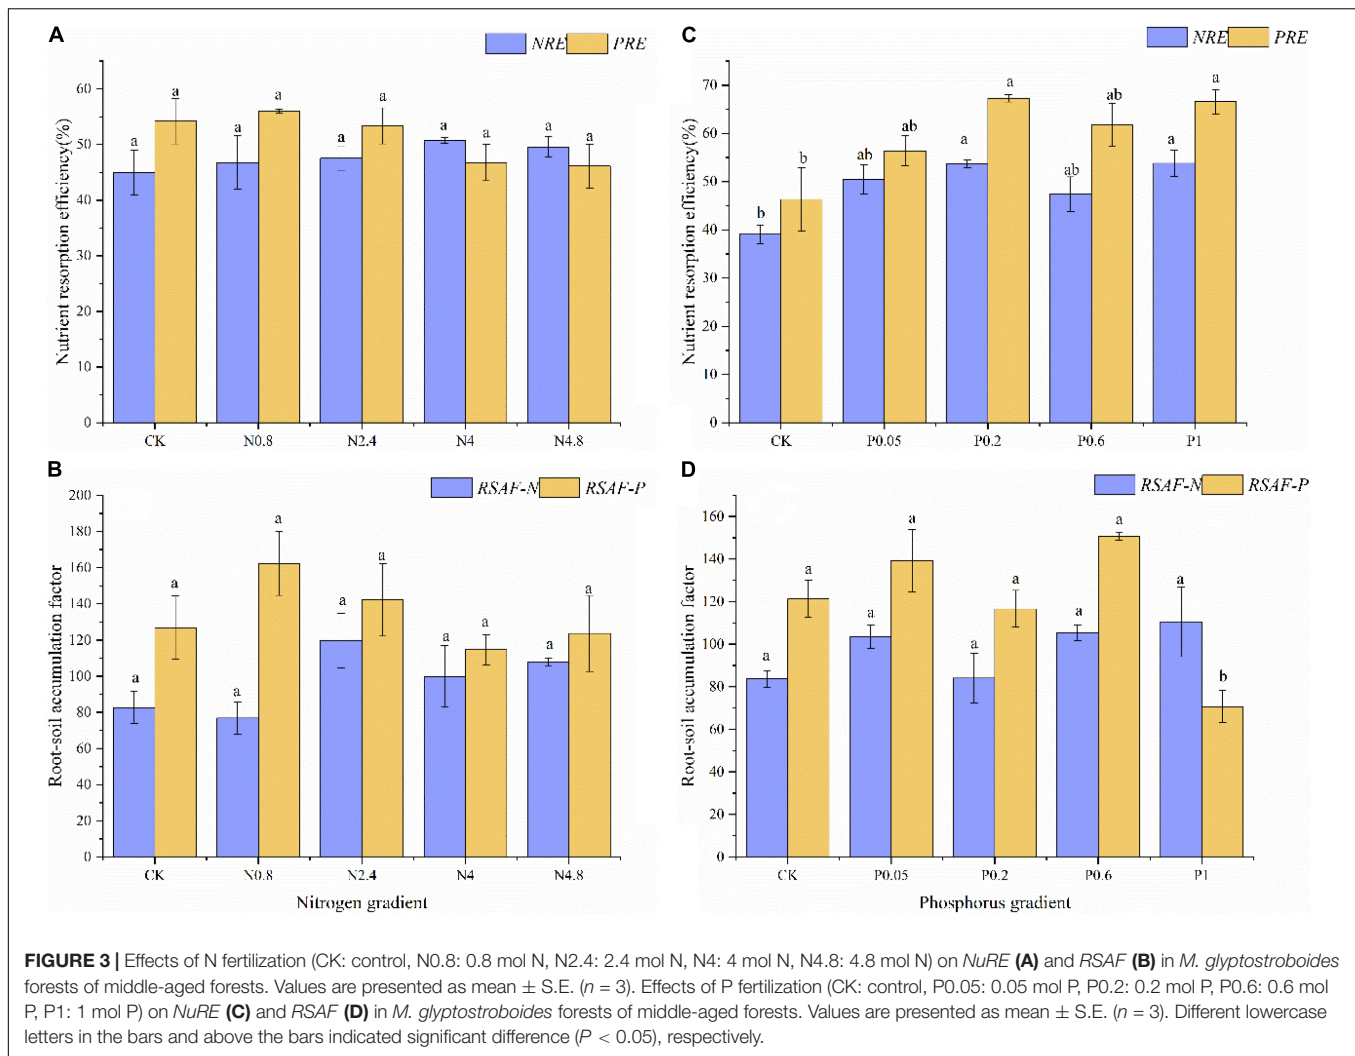 A
NRE PRE
Nutrient resorption efficiency(%)
60
50
40
30
20
10
0
a a a a a a a a a a
CK N0.8 N2.4 N4 N4.8
B
RSAF-N RSAF-P
Root-soil accumulation factor
200
180
160
140
120
100
80
60
40
20
0
a a a a a a a a a a
CK N0.8 N2.4 N4 N4.8
Nitrogen gradient
C
NRE PRE
Nutrient resorption efficiency(%)
70
60
50
40
30
20
10
0
b b ab ab a a ab ab a a
CK P0.05 P0.2 P0.6 P1
D
RSAF-N RSAF-P
Root-soil accumulation factor
160
140
120
100
80
60
40
20
0
a a a a a a a a a b
CK P0.05 P0.2 P0.6 P1
Phosphorus gradient
FIGURE 3 | Effects of N fertilization (CK: control, N0.8: 0.8 mol N, N2.4: 2.4 mol N, N4: 4 mol N, N4.8: 4.8 mol N) on NuRE (A) and RSAF (B) in M. glyptostroboides
forests of middle-aged forests. Values are presented as mean ± S.E. (n = 3). Effects of P fertilization (CK: control, P0.05: 0.05 mol P, P0.2: 0.2 mol P, P0.6: 0.6 mol
P, P1: 1 mol P) on NuRE (C) and RSAF (D) in M. glyptostroboides forests of middle-aged forests. Values are presented as mean ± S.E. (n = 3). Different lowercase
letters in the bars and above the bars indicated significant difference (P < 0.05), respectively.